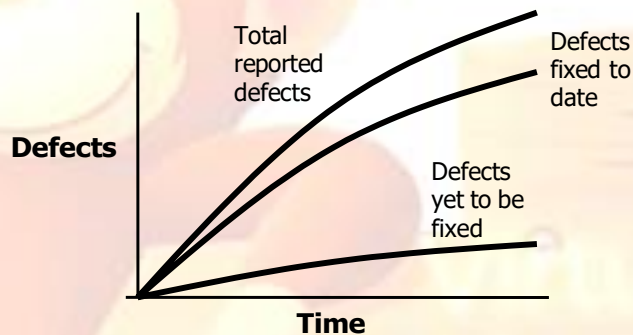 Total
reported
defects
Defects
fixed to
date
Defects
Defects
yet to be
fixed
Time